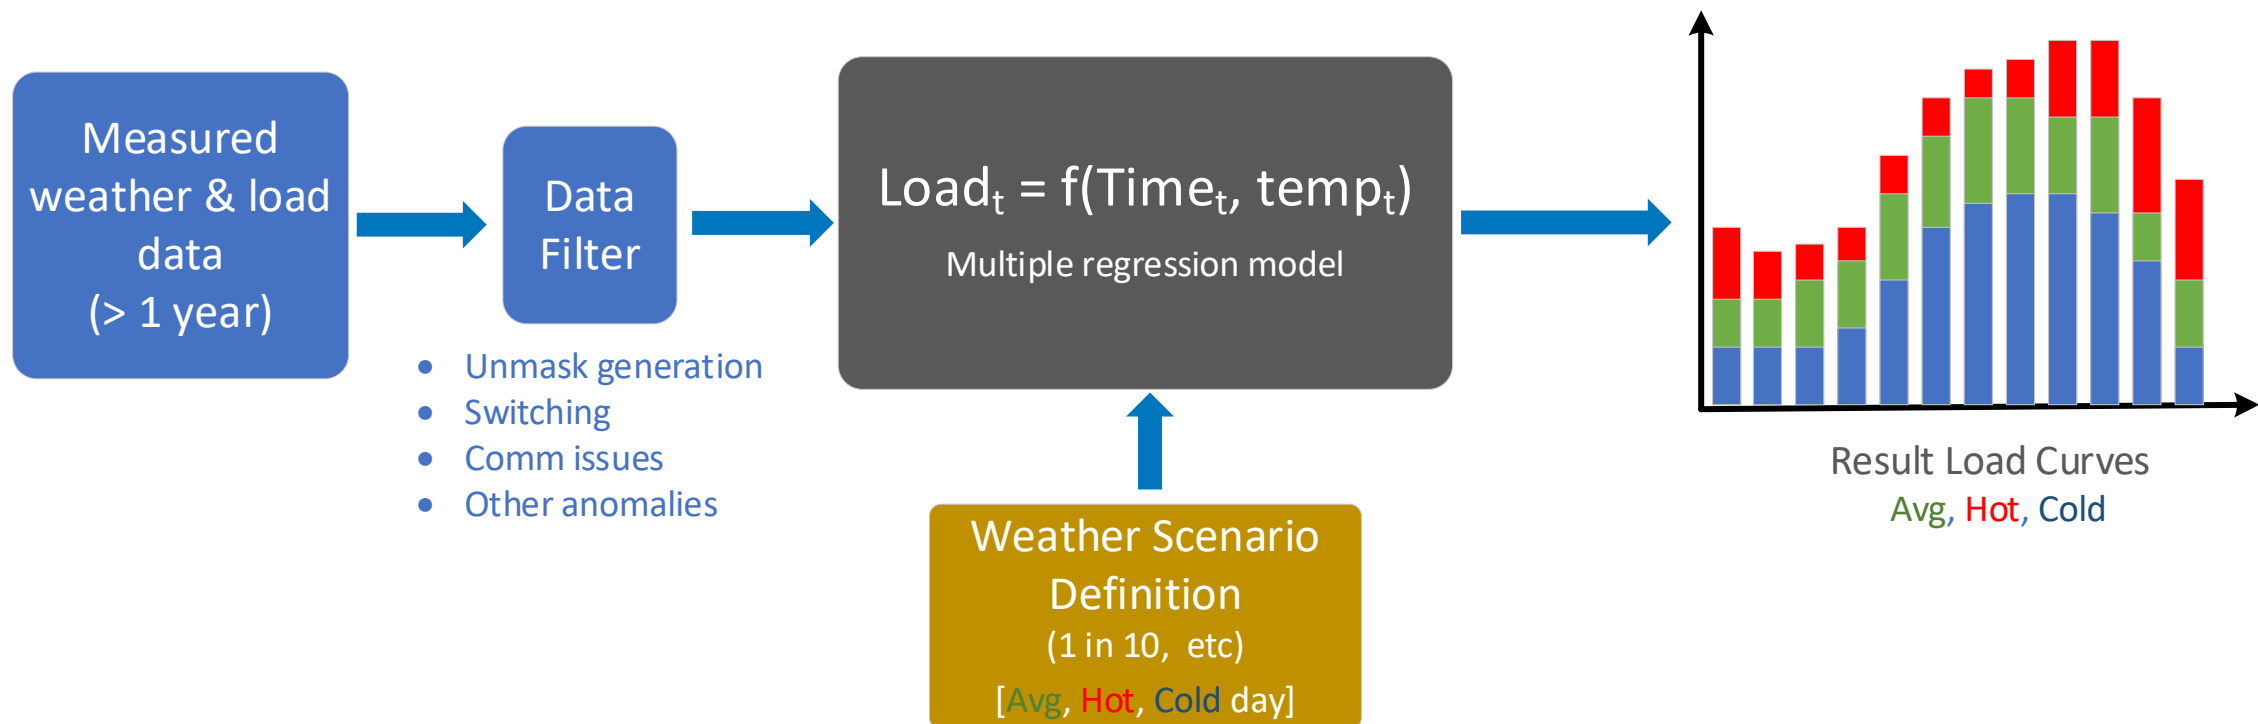 Measured
weather & load
data
(> 1 year)
Data
Filter
• Unmask generation
• Switching
• Comm issues
• Other anomalies
Loadₜ = f(Timeₜ, tempₜ)
Multiple regression model
Weather Scenario
Definition
(1 in 10, etc)
[Avg, Hot, Cold day]
Result Load Curves
Avg, Hot, Cold